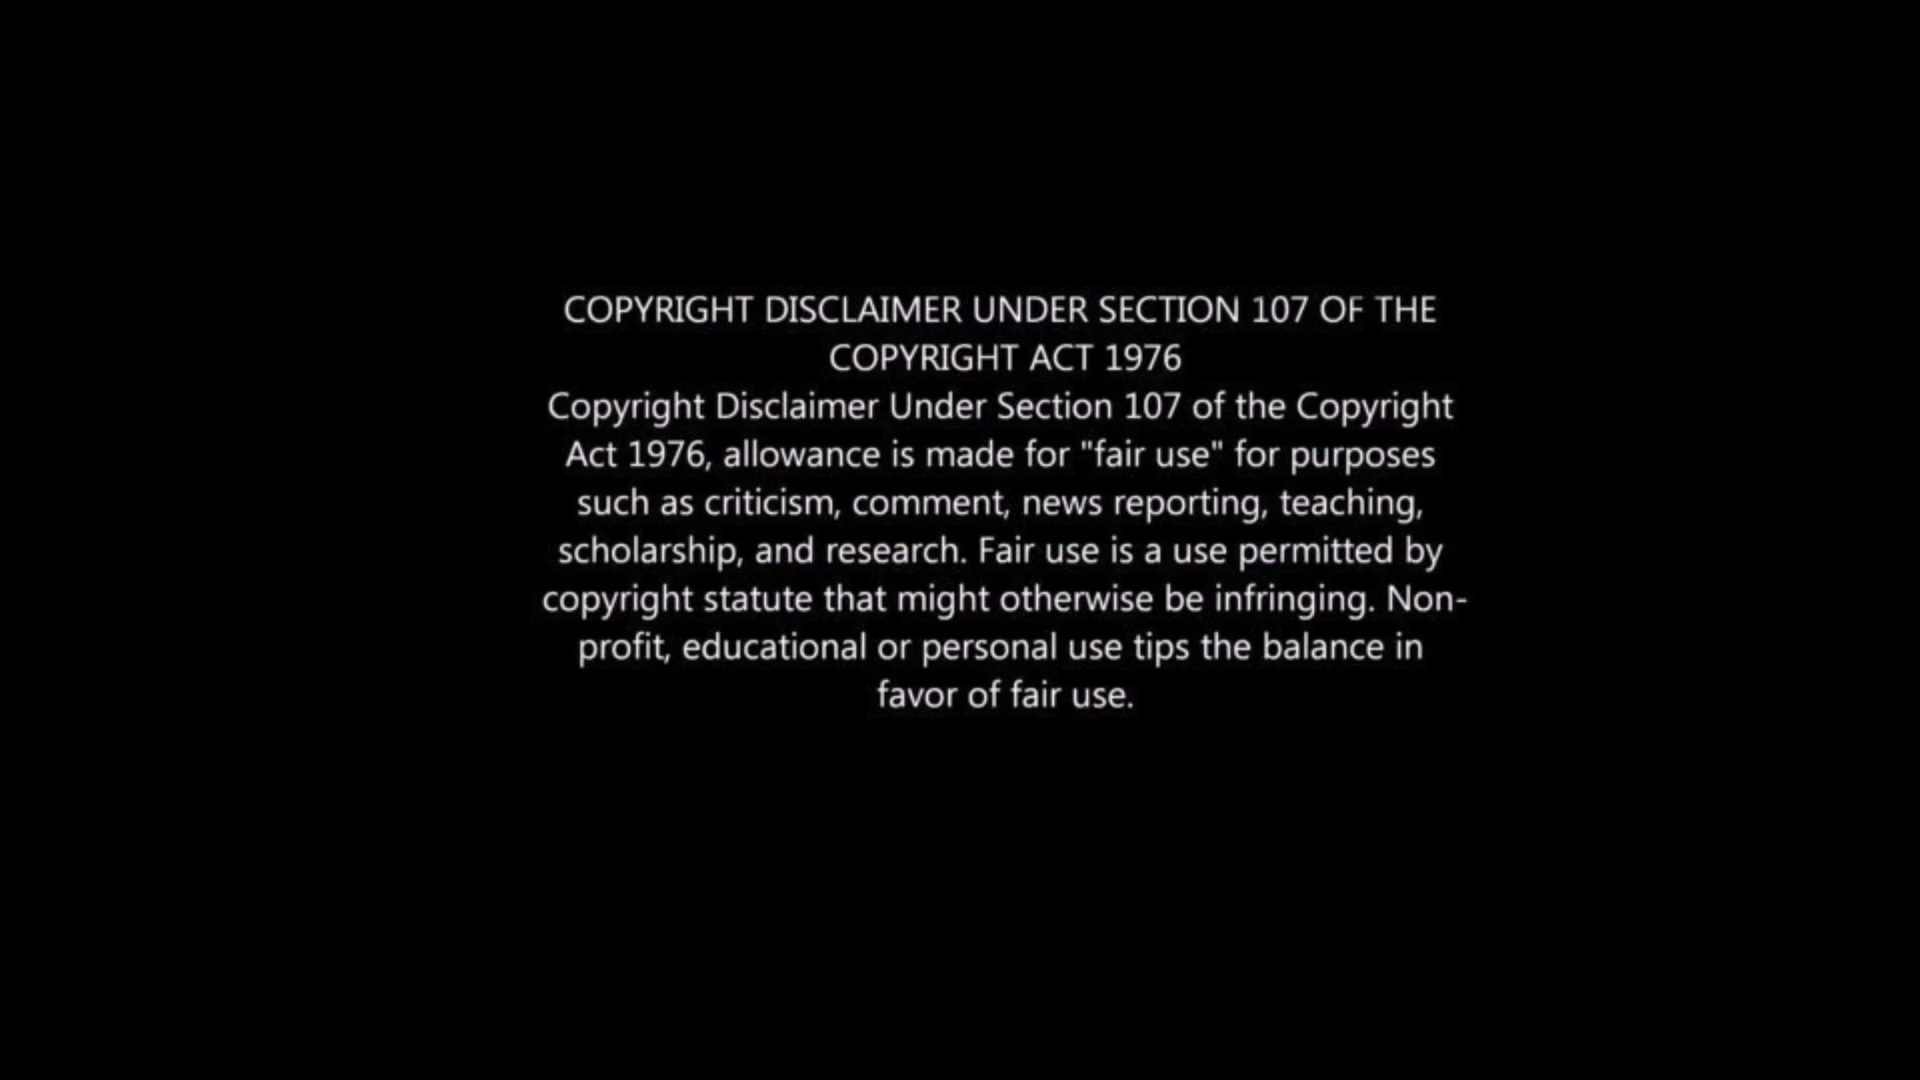 COPYRIGHT DISCLAIMER UNDER SECTION 107 OF THE
COPYRIGHT ACT 1976
Copyright Disclaimer Under Section 107 of the Copyright
Act 1976, allowance is made for "fair use" for purposes
such as criticism, comment, news reporting, teaching,
scholarship, and research. Fair use is a use permitted by
copyright statute that might otherwise be infringing. Non-
profit, educational or personal use tips the balance in
favor of fair use.